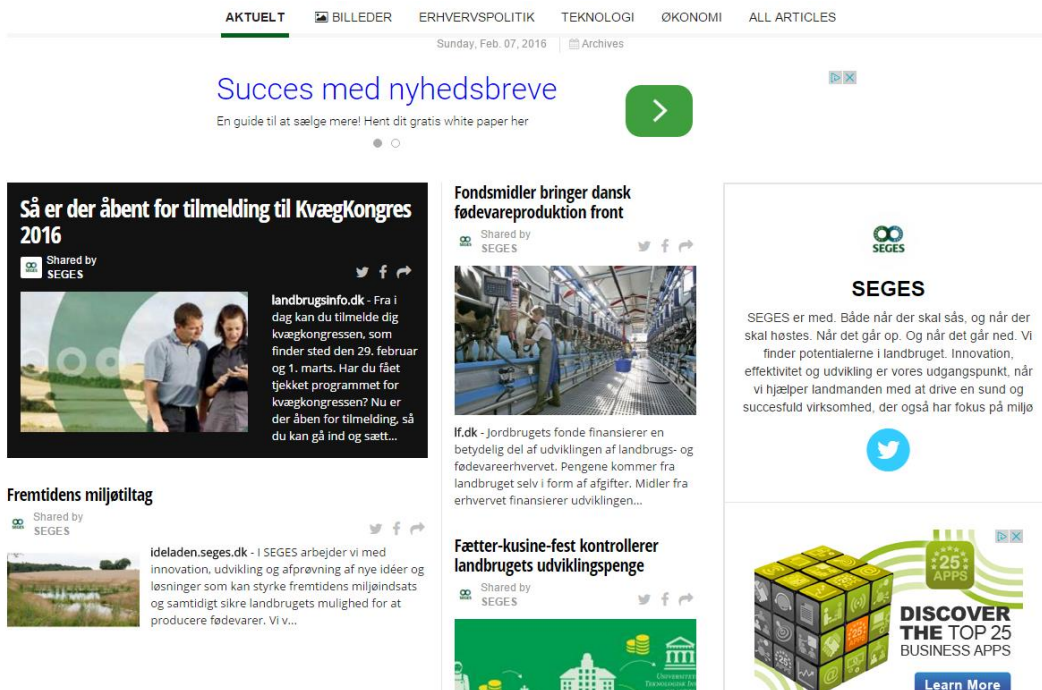 AKTUELT BILLEDER ERHVERVSPOLITIK TEKNOLOGI ØKONOMI ALL ARTICLES
Sunday, Feb. 07, 2016 Archives
Succes med nyhedsbreve
En guide til at sælge mere! Hent dit gratis white paper her
Så er der åbent for tilmelding til KvægKongres
2016
Shared by
SEGES
landbrugsinfo.dk - Fra i
dag kan du tilmelde dig
kvægkongressen, som
finder sted den 29. februar
og 1. marts. Har du fået
tjekket programmet for
kvægkongressen? Nu er
der åben for tilmelding, så
du kan gå ind og sætt...
Fremtidens miljøtiltag
Shared by
SEGES
ideladen.seges.dk - I SEGES arbejder vi med
innovation, udvikling og afprøvning af nye idéer og
løsninger som kan styrke fremtidens miljøindsats
og samtidigt sikre landbrugets mulighed for at
producere fødevarer. Vi v...
Fondsmidler bringer dansk
fødevareproduktion front
Shared by
SEGES
lf.dk - Jordbrugets fonde finansierer en
betydelig del af udviklingen af landbrugs- og
fødevareerhvervet. Pengene kommer fra
landbruget selv i form af afgifter. Midler fra
erhvervet finansierer udviklingen...
Fætter-kusine-fest kontrollerer
landbrugets udviklingspenge
Shared by
SEGES
SEGES
SEGES
SEGES er med. Både når der skal sås, og når der
skal høstes. Når det går op. Og når det går ned. Vi
finder potentialerne i landbruget. Innovation,
effektivitet og udvikling er vores udgangspunkt, når
vi hjælper landmanden med at drive en sund og
succesfuld virksomhed, der også har fokus på miljø
25
APPS
DISCOVER
THE TOP 25
BUSINESS APPS
Learn More